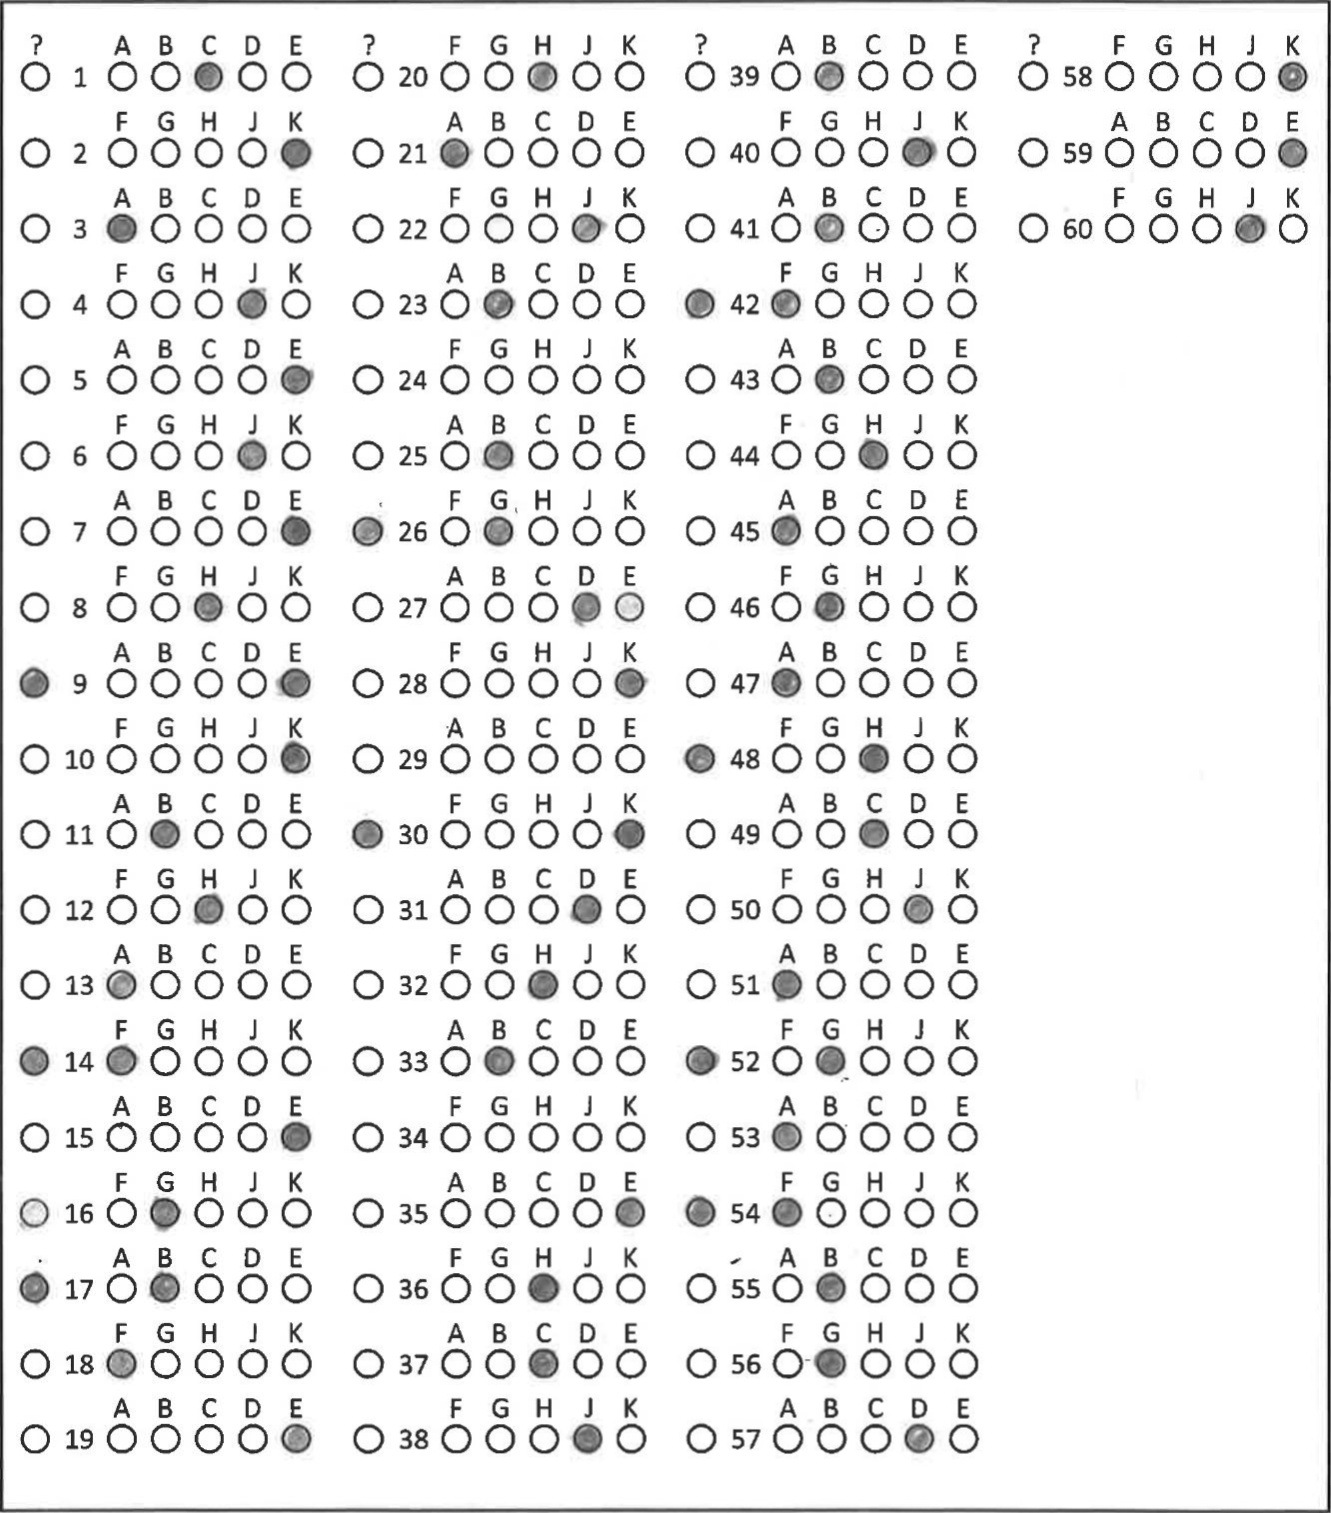 ? A B C D E ? F G H J K ? A B C D E ? F G H J K
1 20 39 58
F G H J K A B C D E F G H J K A B C D E
2 21 40 59
A B C D E F G H J K A B C D E F G H J K
3 22 41 60
F G H J K A B C D E F G H J K
4 23 42
A B C D E F G H J K A B C D E
5 24 43
F G H J K A B C D E F G H J K
6 25 44
A B C D E F G H J K A B C D E
7 26 45
F G H J K A B C D E F G H J K
8 27 46
A B C D E F G H J K A B C D E
9 28 47
F G H J K A B C D E F G H J K
10 29 48
A B C D E F G H J K A B C D E
11 30 49
F G H J K A B C D E F G H J K
12 31 50
A B C D E F G H J K A B C D E
13 32 51
F G H J K A B C D E F G H J K
14 33 52
A B C D E F G H J K A B C D E
15 34 53
F G H J K A B C D E F G H J K
16 35 54
A B C D E F G H J K A B C D E
17 36 55
F G H J K A B C D E F G H J K
18 37 56
A B C D E F G H J K A B C D E
19 38 57